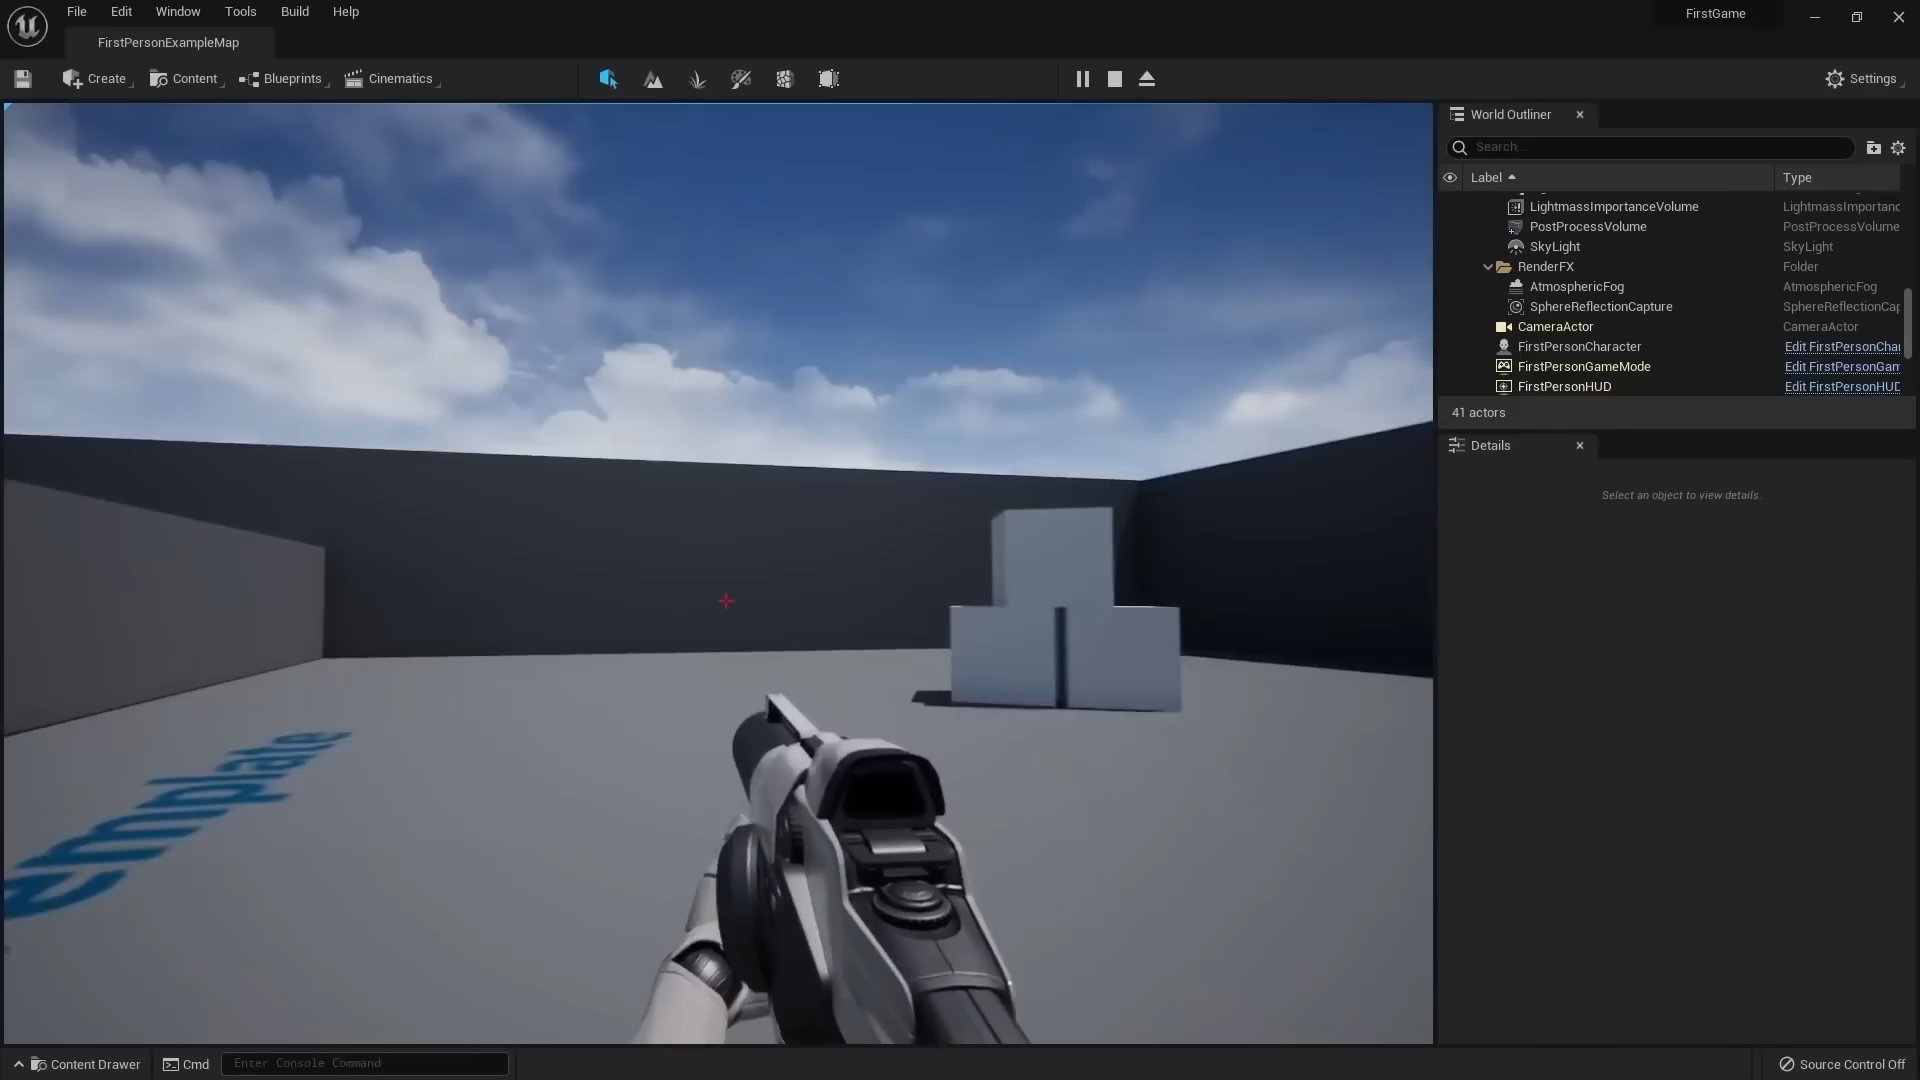 File Edit Window Tools Build Help
FirstGame
FirstPersonExampleMap
Create Content Blueprints Cinematics Settings
World Outliner
Search...
Label Type
LightmassImportanceVolume LightmassImportanc
PostProcessVolume PostProcessVolume
SkyLight SkyLight
RenderFX Folder
AtmosphericFog AtmosphericFog
SphereReflectionCapture SphereReflectionCap
CameraActor CameraActor
FirstPersonCharacter Edit FirstPersonChar
FirstPersonGameMode Edit FirstPersonGam
FirstPersonHUD Edit FirstPersonHUD
41 actors
Details
Select an object to view details.
emplate
Content Drawer Cmd Enter Console Command Source Control Off